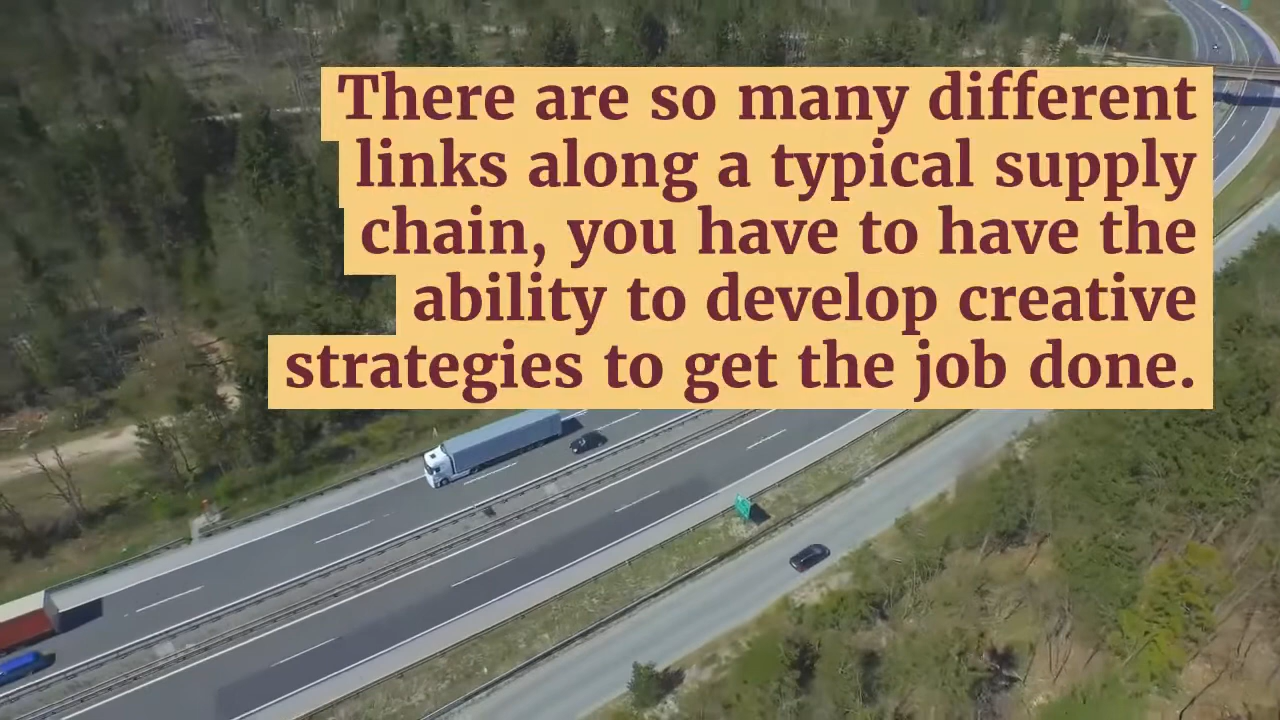 There are so many different
links along a typical supply
chain, you have to have the
ability to develop creative
strategies to get the job done.